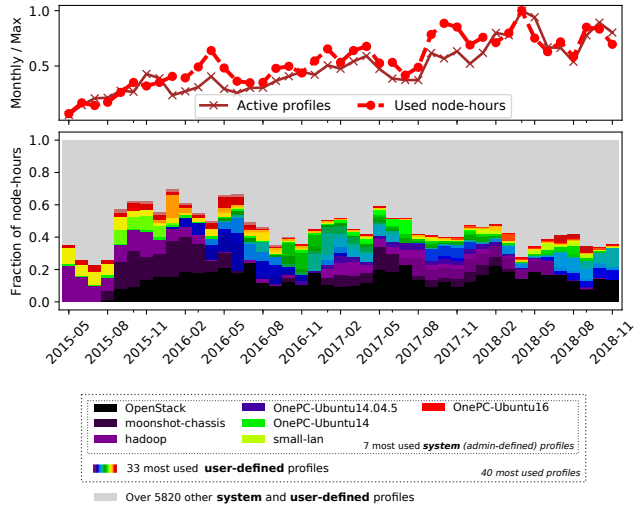 Monthly / Max
1.0
0.5
Active profiles Used node-hours
Fraction of node-hours
1.0
0.8
0.6
0.4
0.2
0.0
2015-05 2015-08 2015-11 2016-02 2016-05 2016-08 2016-11 2017-02 2017-05 2017-08 2017-11 2018-02 2018-05 2018-08 2018-11
OpenStack OnePC-Ubuntu14.04.5 OnePC-Ubuntu16
moonshot-chassis OnePC-Ubuntu14
hadoop small-lan
7 most used system (admin-defined) profiles
33 most used user-defined profiles
40 most used profiles
Over 5820 other system and user-defined profiles